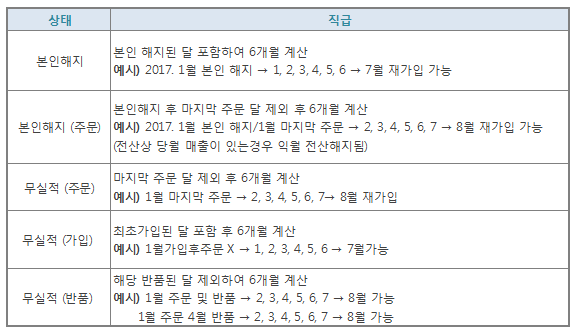 상태 직급
본인해지
본인 해지된 달 포함하여 6개월 계산
예시) 2017. 1월 본인 해지 → 1, 2, 3, 4, 5, 6 → 7월 재가입 가능
본인해지 (주문)
본인해지 후 마지막 주문 달 제외 후 6개월 계산
예시) 2017. 1월 본인 해지/1월 마지막 주문 → 2, 3, 4, 5, 6, 7 → 8월 재가입 가능
(전산상 당월 매출이 있는경우 익월 전산해지됨)
무실적 (주문)
마지막 주문 달 제외 후 6개월 계산
예시) 1월 마지막 주문 → 2, 3, 4, 5, 6, 7→ 8월 재가입
무실적 (가입)
최초가입된 달 포함 후 6개월 계산
예시) 1월가입후주문 X → 1, 2, 3, 4, 5, 6 → 7월가능
무실적 (반품)
해당 반품된 달 제외하여 6개월 계산
예시) 1월 주문 및 반품 → 2, 3, 4, 5, 6, 7 → 8월 가능
1월 주문 4월 반품 → 2, 3, 4, 5, 6, 7 → 8월 가능